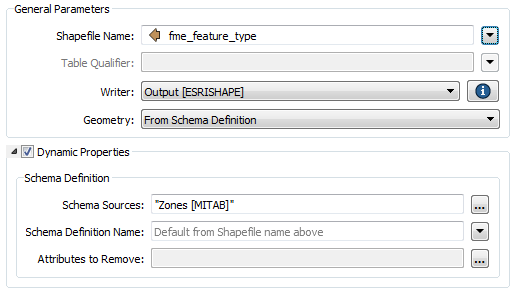 General Parameters
Shapefile Name: fme_feature_type
Table Qualifier:
Writer: Output [ESRISHAPE]
Geometry: From Schema Definition
Dynamic Properties
Schema Definition
Schema Sources: "Zones [MITAB]"
...
Schema Definition Name: Default from Shapefile name above
Attributes to Remove:
...